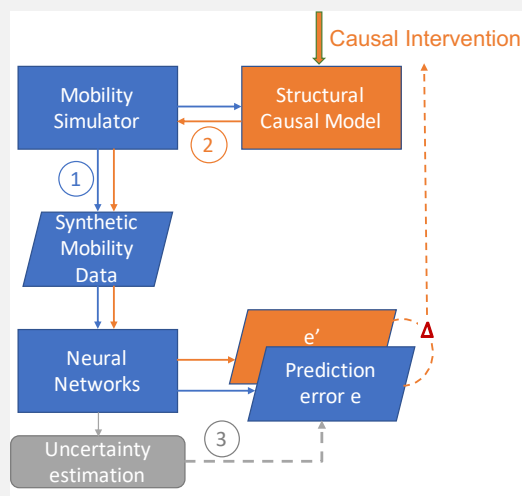 Causal Intervention
Mobility
Simulator
Structural
Causal Model
2
1
Synthetic
Mobility
Data
Δ
e'
Neural
Networks
Prediction
error e
3
Uncertainty
estimation